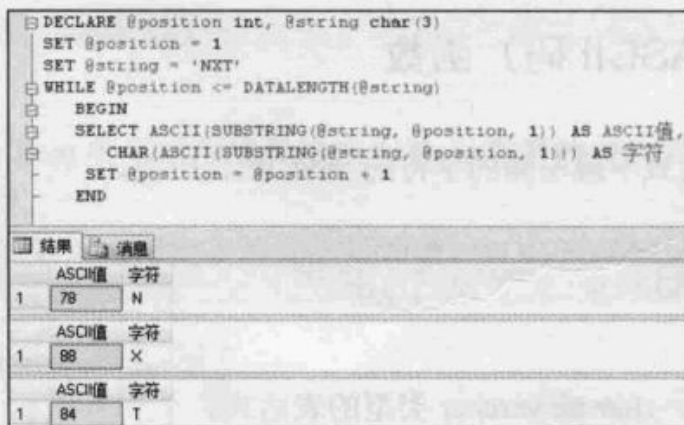 DECLARE @position int, @string char(3)
SET @position = 1
SET @string = 'NXT'
WHILE @position <= DATALENGTH(@string)
BEGIN
SELECT ASCII(SUBSTRING(@string, @position, 1)) AS ASCII值,
CHAR(ASCII(SUBSTRING(@string, @position, 1))) AS 字符
SET @position = @position + 1
END
结果 消息
ASCII值 字符
1 78 N
ASCII值 字符
1 88 X
ASCII值 字符
1 84 T